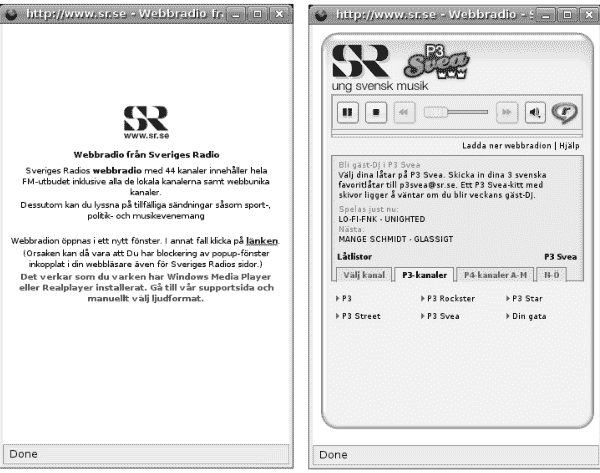 http://www.sr.se - Webbradio fr
SR
www.sr.se
Webbradio från Sveriges Radio
Sveriges Radios webbradio med 44 kanaler innehåller hela
FM-utbudet inklusive alla de lokala kanalerna samt webbunika
kanaler.
Dessutom kan du lyssna på tillfälliga sändningar såsom sport-,
politik- och musikevenemang
Webbradion öppnas i ett nytt fönster. I annat fall klicka på länken.
(Orsaken kan då vara att Du har blockering av popup-fönster
inkopplat i din webbläsare även för Sveriges Radios sidor.)
Det verkar som du varken har Windows Media Player
eller Realplayer installerat. Gå till vår supportsida och
manuellt välj ljudformat.
Done
http://www.sr.se - Webbradio - S
SR
P3
Svea
ung svensk musik
Ladda ner webbradion | Hjälp
Bli gäst-DJ i P3 Svea
Välj dina låtar på P3 Svea. Skicka in dina 3 svenska
favoritlåtar till p3svea@sr.se. Ett P3 Svea-kitt med
skivor ligger å väntar om du blir veckans gäst-DJ.
Spelas just nu:
LO-FI-FNK - UNIGHTED
Nästa:
MANGE SCHMIDT - GLASSIGT
Låtlistor P3 Svea
Välj kanal P3-kanaler P4-kanaler A-M N-Ö
P3 P3 Rockster P3 Star
P3 Street P3 Svea Din gata
Done